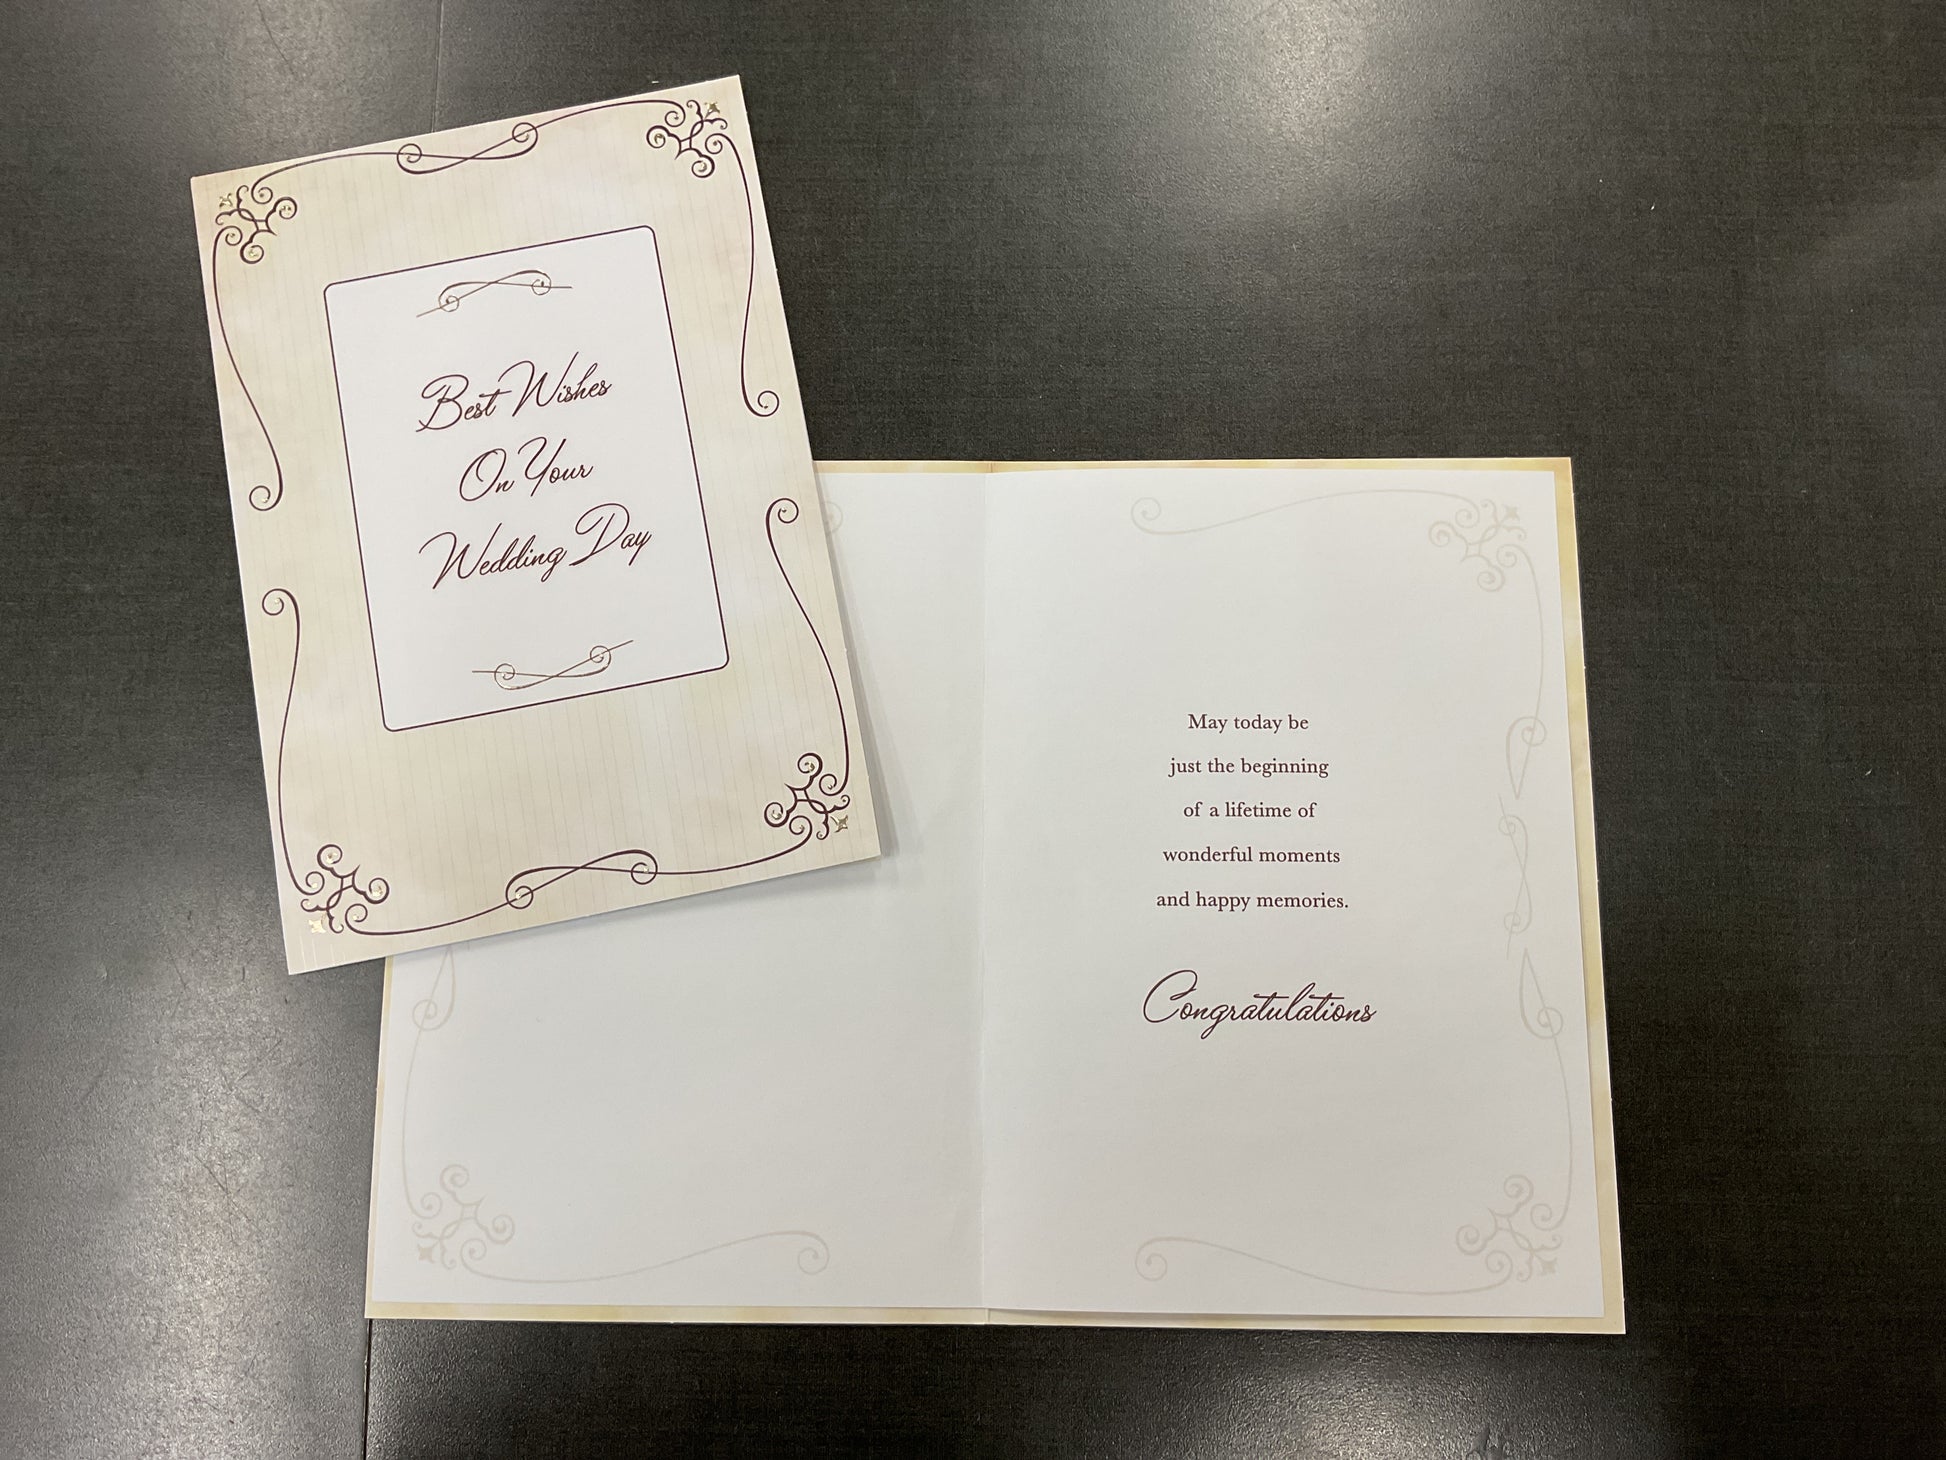 Best Wishes
On Your
Wedding Day
May today be
just the beginning
of a lifetime of
wonderful moments
and happy memories.
Congratulations